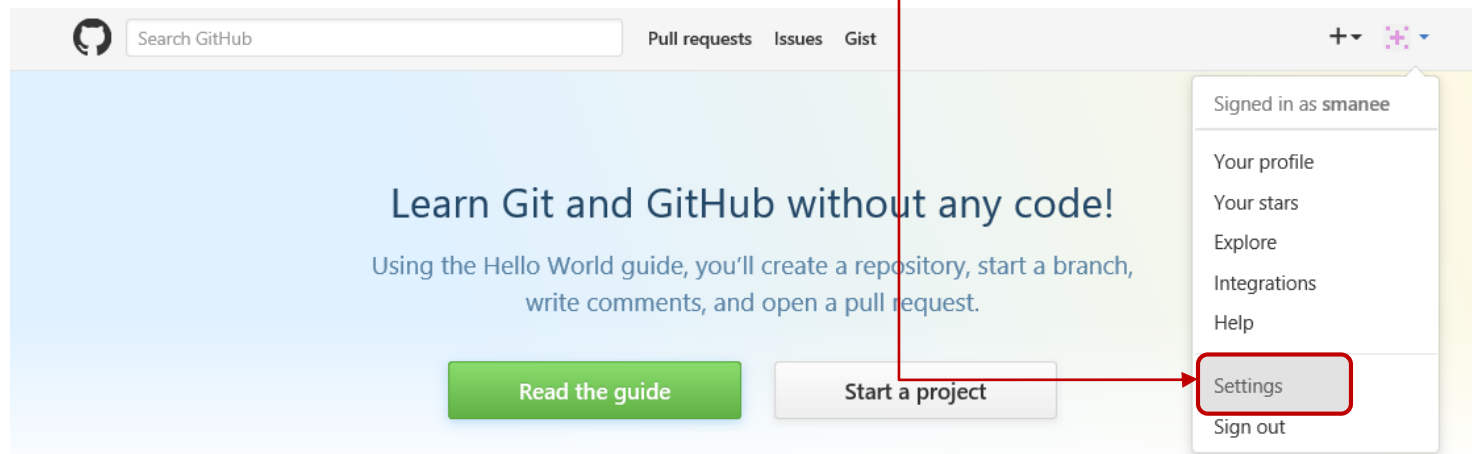 Search GitHub
Pull requests Issues Gist
Signed in as smanee
Your profile
Your stars
Explore
Integrations
Help
Settings
Sign out
Learn Git and GitHub without any code!
Using the Hello World guide, you'll create a repository, start a branch,
write comments, and open a pull request.
Read the guide
Start a project